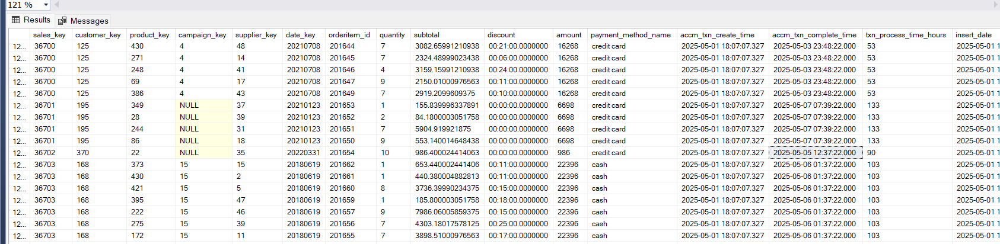 121 %
Results Messages
sales_key customer_key product_key campaign_key supplier_key date_key orderitem_id quantity subtotal discount amount payment_method_name accm_txn_create_time accm_txn_complete_time txn_process_time_hours insert_date
12... 36700 125 430 4 48 20210708 201644 7 3082.65991210938 00:21:00.0000000 16268 credit card 2025-05-01 18:07:07.327 2025-05-03 23:48:22.000 53 2025-05-01 1
12... 36700 125 271 4 14 20210708 201645 7 2324.48999023438 00:06:00.0000000 16268 credit card 2025-05-01 18:07:07.327 2025-05-03 23:48:22.000 53 2025-05-01 1
12... 36700 125 248 4 41 20210708 201646 4 3159.15991210938 00:24:00.0000000 16268 credit card 2025-05-01 18:07:07.327 2025-05-03 23:48:22.000 53 2025-05-01 1
12... 36700 125 69 4 17 20210708 201647 9 2150.01000976563 00:11:00.0000000 16268 credit card 2025-05-01 18:07:07.327 2025-05-03 23:48:22.000 53 2025-05-01 1
12... 36700 125 386 4 43 20210708 201649 7 2919.2099609375 00:10:00.0000000 16268 credit card 2025-05-01 18:07:07.327 2025-05-03 23:48:22.000 53 2025-05-01 1
12... 36701 195 349 NULL 37 20210123 201653 1 155.839996337891 00:00:00.0000000 6698 credit card 2025-05-01 18:07:07.327 2025-05-07 07:39:22.000 133 2025-05-01 1
12... 36701 195 28 NULL 39 20210123 201652 2 84.1800003051758 00:00:00.0000000 6698 credit card 2025-05-01 18:07:07.327 2025-05-07 07:39:22.000 133 2025-05-01 1
12... 36701 195 244 NULL 31 20210123 201651 7 5904.919921875 00:00:00.0000000 6698 credit card 2025-05-01 18:07:07.327 2025-05-07 07:39:22.000 133 2025-05-01 1
12... 36701 195 86 NULL 18 20210123 201650 9 553.140014648438 00:00:00.0000000 6698 credit card 2025-05-01 18:07:07.327 2025-05-07 07:39:22.000 133 2025-05-01 1
12... 36702 370 22 NULL 35 20220331 201654 10 986.400024414063 00:00:00.0000000 986 credit card 2025-05-01 18:07:07.327 2025-05-05 12:37:22.000 90 2025-05-01 1
12... 36703 168 373 15 1 20180619 201662 1 653.440002441406 00:11:00.0000000 22396 cash 2025-05-01 18:07:07.327 2025-05-06 01:37:22.000 103 2025-05-01 1
12... 36703 168 430 15 2 20180619 201661 1 440.380004882813 00:11:00.0000000 22396 cash 2025-05-01 18:07:07.327 2025-05-06 01:37:22.000 103 2025-05-01 1
12... 36703 168 421 15 5 20180619 201660 8 3736.39990234375 00:15:00.0000000 22396 cash 2025-05-01 18:07:07.327 2025-05-06 01:37:22.000 103 2025-05-01 1
12... 36703 168 395 15 47 20180619 201659 1 185.800003051758 00:18:00.0000000 22396 cash 2025-05-01 18:07:07.327 2025-05-06 01:37:22.000 103 2025-05-01 1
12... 36703 168 222 15 46 20180619 201657 9 7986.06005859375 00:15:00.0000000 22396 cash 2025-05-01 18:07:07.327 2025-05-06 01:37:22.000 103 2025-05-01 1
12... 36703 168 275 15 39 20180619 201656 7 4303.18017578125 00:25:00.0000000 22396 cash 2025-05-01 18:07:07.327 2025-05-06 01:37:22.000 103 2025-05-01 1
12... 36703 168 172 15 11 20180619 201655 7 3898.51000976563 00:17:00.0000000 22396 cash 2025-05-01 18:07:07.327 2025-05-06 01:37:22.000 103 2025-05-01 1